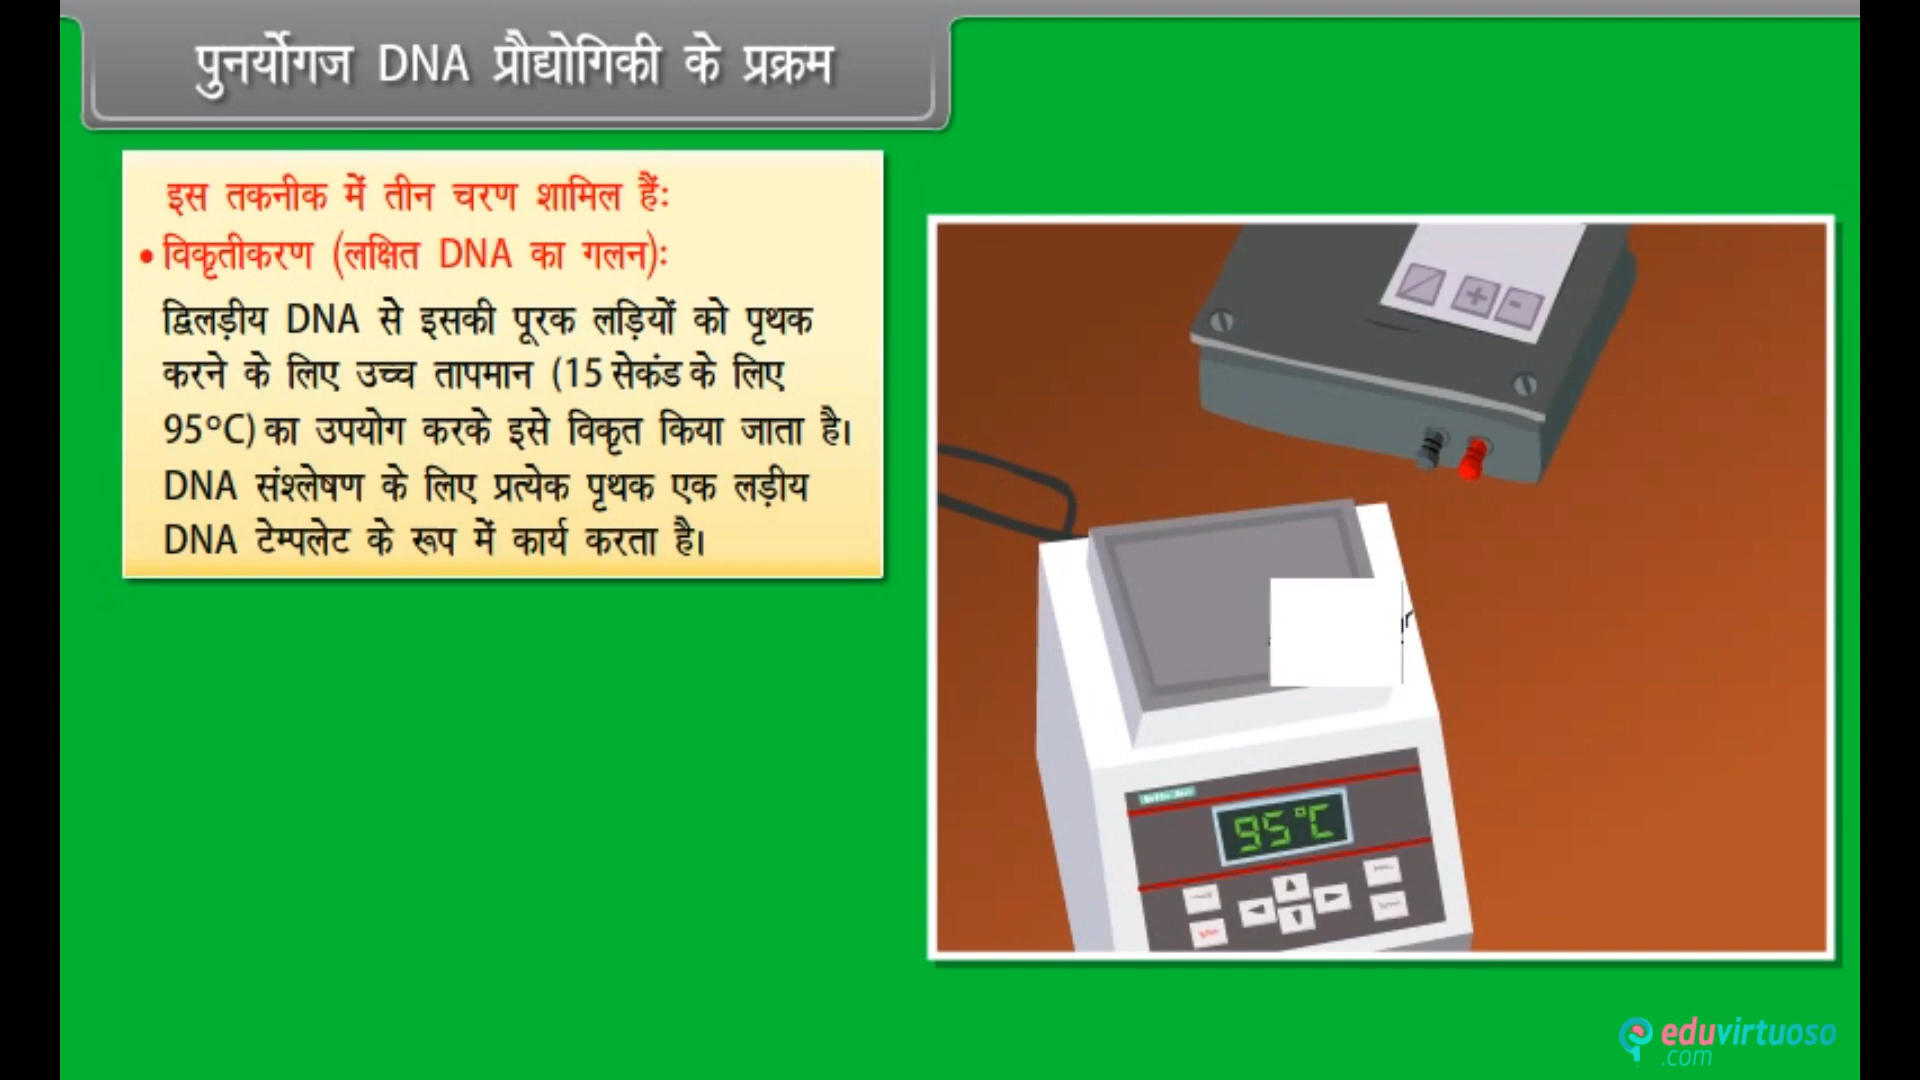 पुनर्योगज DNA प्रौद्योगिकी के प्रक्रम
इस तकनीक में तीन चरण शामिल हैं:
• विकृतीकरण (लक्षित DNA का गलन):
द्विलड़ीय DNA से इसकी पूरक लड़ियों को पृथक
करने के लिए उच्च तापमान (15 सेकंड के लिए
95°C) का उपयोग करके इसे विकृत किया जाता है।
DNA संश्लेषण के लिए प्रत्येक पृथक एक लड़ीय
DNA टेम्पलेट के रूप में कार्य करता है।
95°C
eduvirtuoso
.com